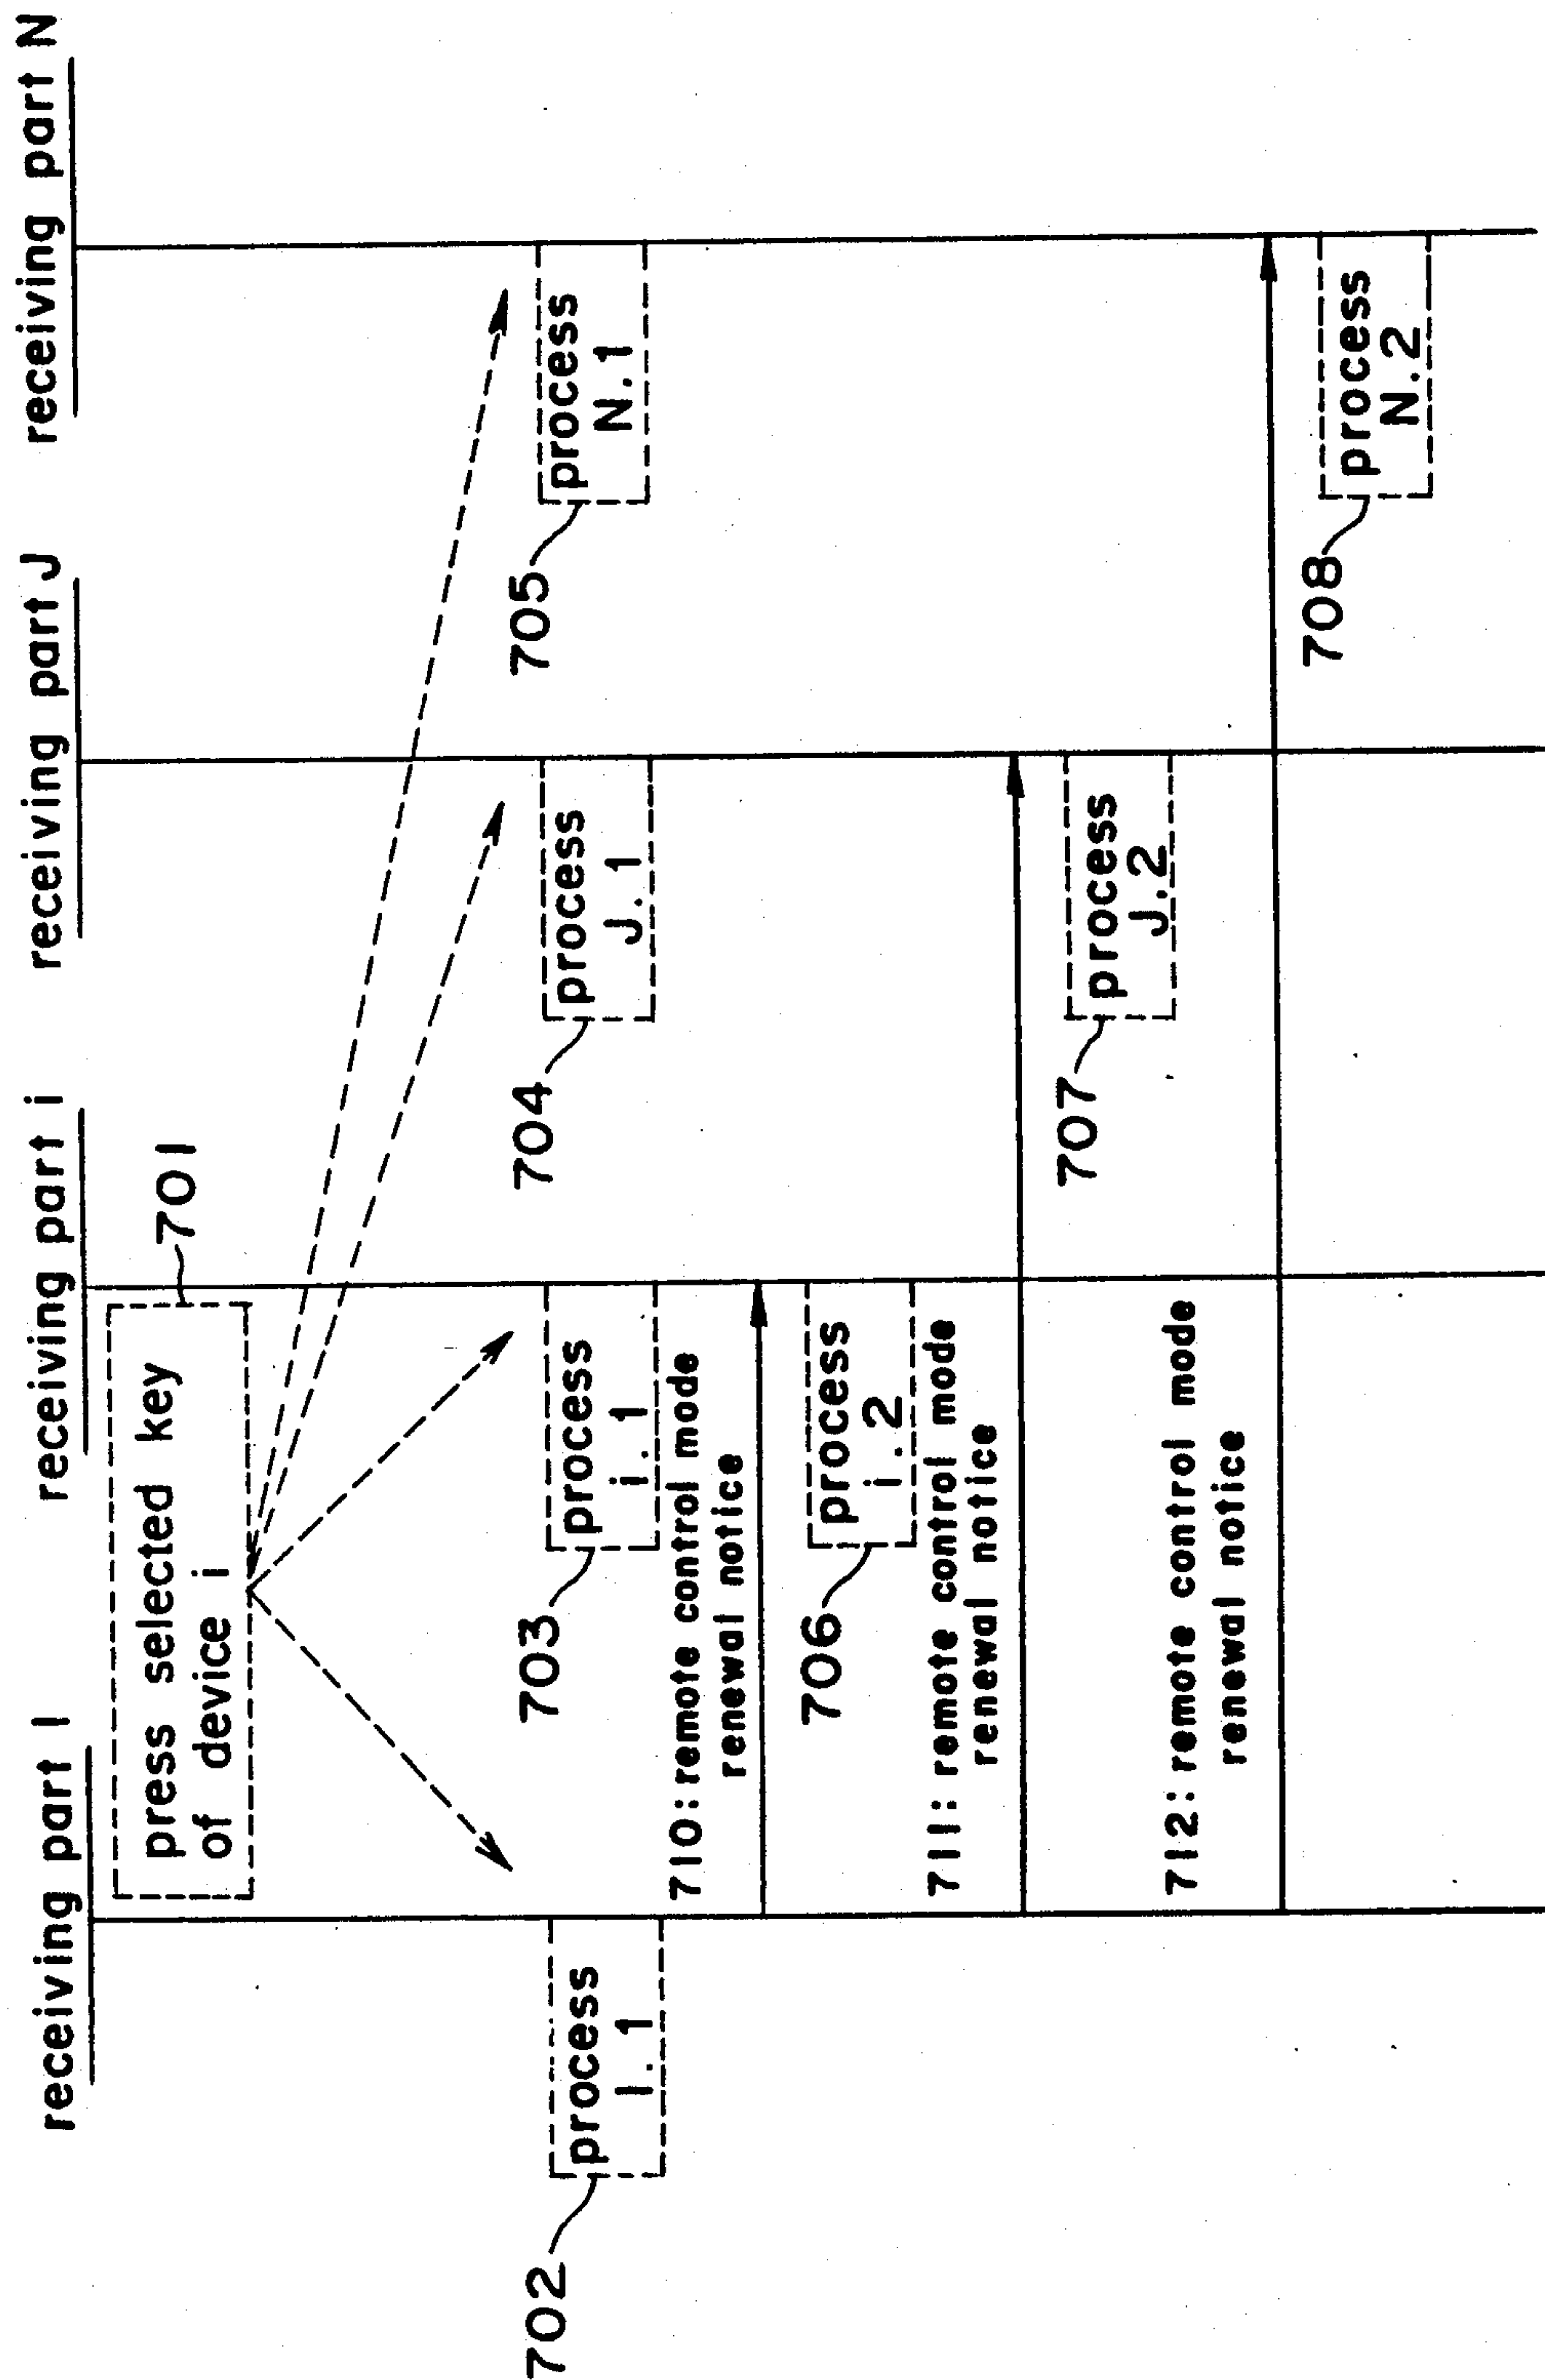 receiving part 1
receiving part i
receiving part J
receiving part N
press selected key
of device i
701
702
process
1.1
703
process
i.1
704
process
J.1
705
process
N.1
710: remote control mode
renewal notice
706
process
i.2
711: remote control mode
renewal notice
707
process
J.2
712: remote control mode
renewal notice
708
process
N.2